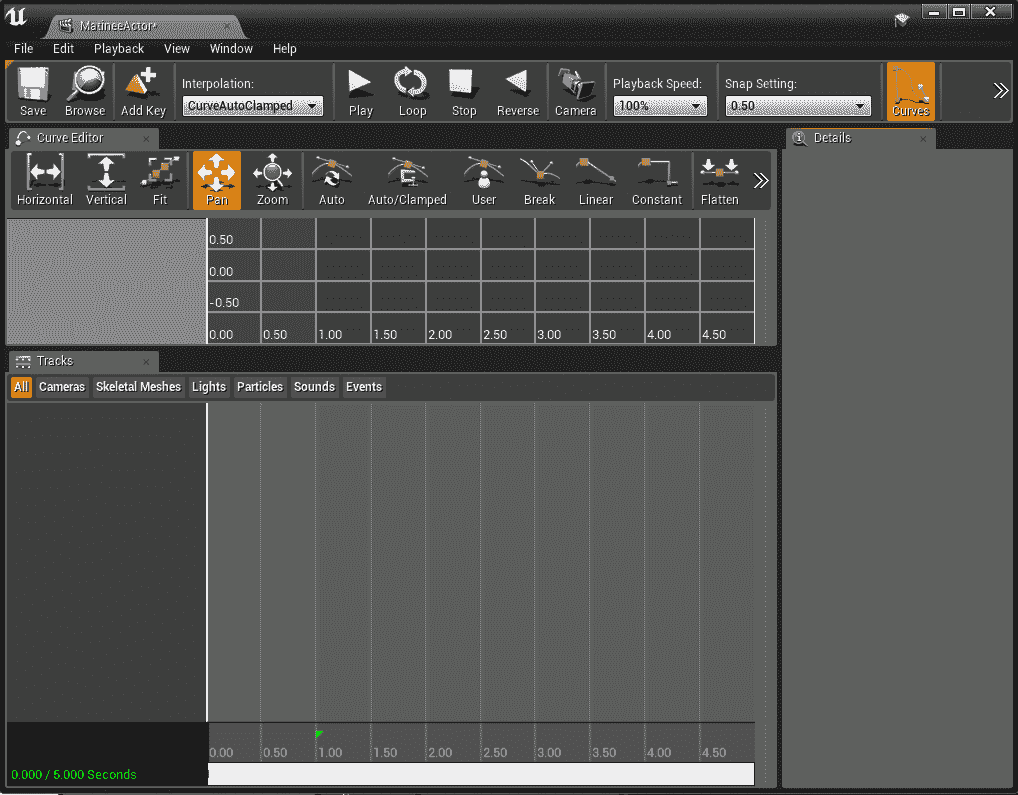 MatineeActor*
File Edit Playback View Window Help
Save Browse Add Key Interpolation: CurveAutoClamped Play Loop Stop Reverse Camera Playback Speed: 100% Snap Setting: 0.50 Curves
Curve Editor
Details
Horizontal Vertical Fit Pan Zoom Auto Auto/Clamped User Break Linear Constant Flatten
0.50
0.00
-0.50
0.00 0.50 1.00 1.50 2.00 2.50 3.00 3.50 4.00 4.50
Tracks
All Cameras Skeletal Meshes Lights Particles Sounds Events
0.00 0.50 1.00 1.50 2.00 2.50 3.00 3.50 4.00 4.50
0.000 / 5.000 Seconds